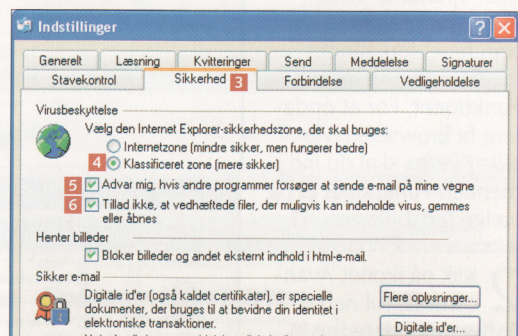 Indstillinger
Generelt Læsning Kvitteringer Send Meddelelse Signaturer
Stavekontrol Sikkerhed 3 Forbindelse Vedligeholdelse
Virusbeskyttelse
Vælg den Internet Explorer-sikkerhedszone, der skal bruges:
Internetzone (mindre sikker, men fungerer bedre)
4 Klassificeret zone (mere sikker)
5 Advar mig, hvis andre programmer forsøger at sende e-mail på mine vegne
6 Tillad ikke, at vedhæftede filer, der muligvis kan indeholde virus, gemmes
eller åbnes
Henter billeder
Bloker billeder og andet eksternt indhold i html-e-mail.
Sikker e-mail
Digitale id'er (også kaldet certifikater), er specielle
dokumenter, der bruges til at bevidne din identitet i
elektroniske transaktioner.
Flere oplysninger...
Digitale id'er...